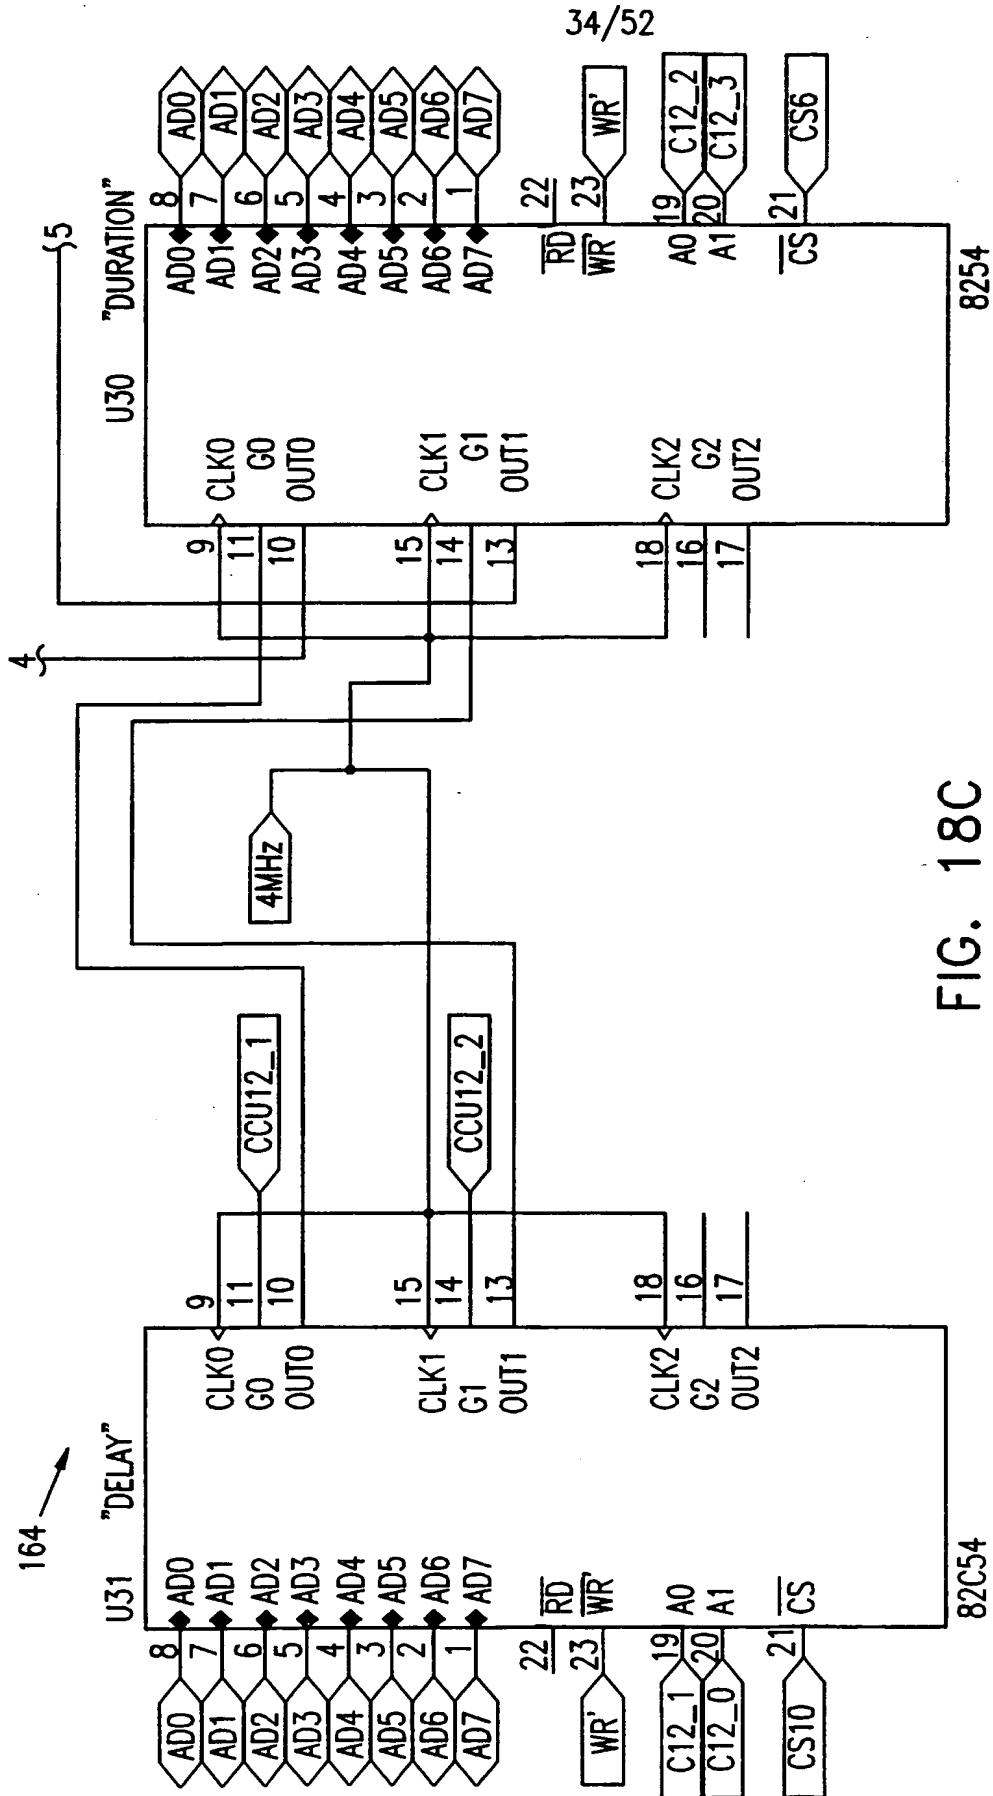 34/52
164
U31 "DELAY"
AD0 8 AD0
AD1 7 AD1
AD2 6 AD2
AD3 5 AD3
AD4 4 AD4
AD5 3 AD5
AD6 2 AD6
AD7 1 AD7
22 RD
WR' 23 WR'
C12_1 19 A0
C12_0 20 A1
CS10 21 CS
82C54
CLK0 9
G0 11
OUT0 10
CLK1 15
G1 14
OUT1 13
CLK2 18
G2 16
OUT2 17
CCU12_1
CCU12_2
4MHz
4
5
U30 "DURATION"
9 CLK0
11 G0
10 OUT0
15 CLK1
14 G1
13 OUT1
18 CLK2
16 G2
17 OUT2
AD0 8 AD0
AD1 7 AD1
AD2 6 AD2
AD3 5 AD3
AD4 4 AD4
AD5 3 AD5
AD6 2 AD6
AD7 1 AD7
RD 22
WR' 23 WR'
A0 19 C12_2
A1 20 C12_3
CS 21 CS6
8254
FIG. 18C